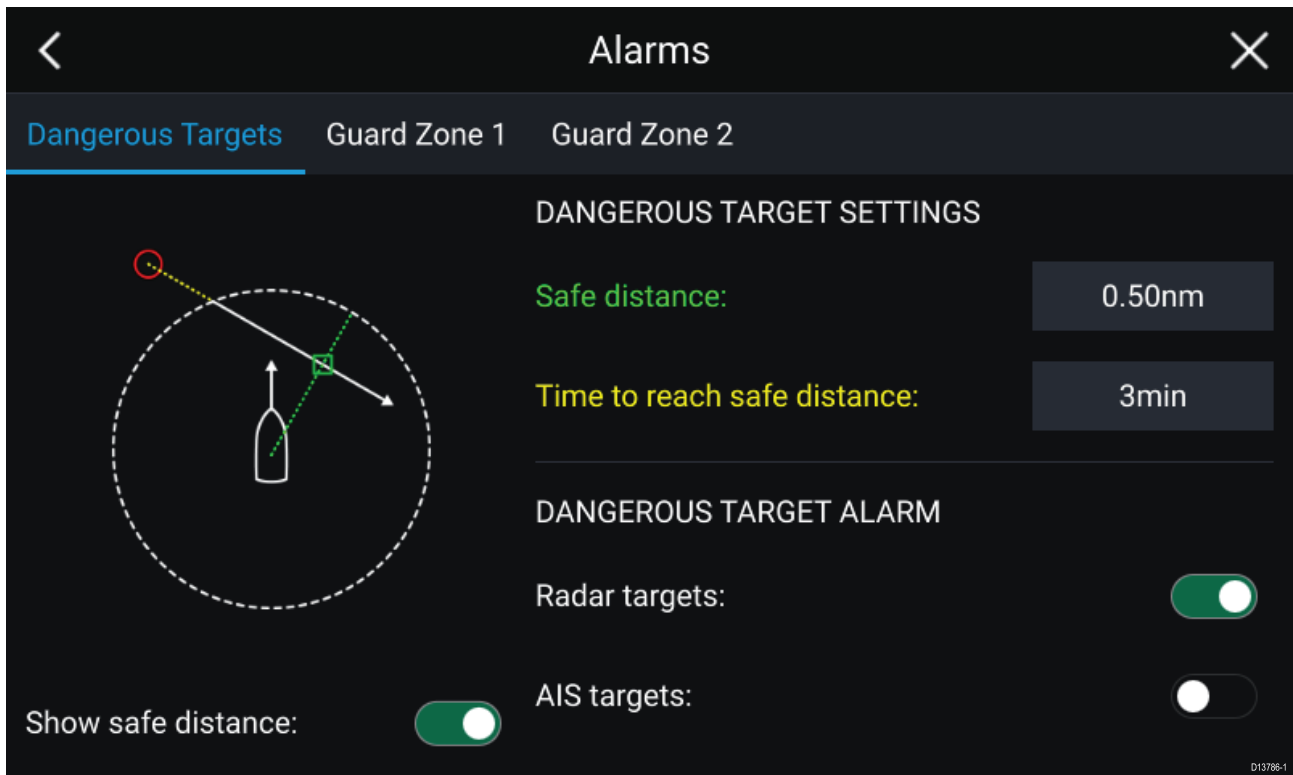 Alarms
Dangerous Targets Guard Zone 1 Guard Zone 2
DANGEROUS TARGET SETTINGS
Safe distance: 0.50nm
Time to reach safe distance: 3min
DANGEROUS TARGET ALARM
Radar targets:
AIS targets:
Show safe distance:
D13786-1